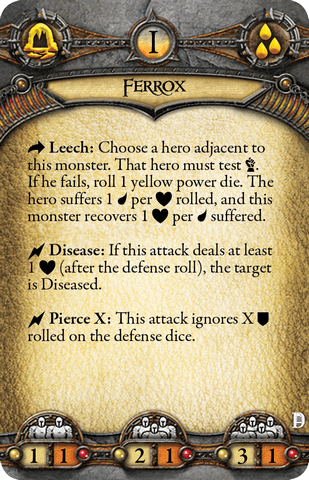 I
FERROX
Leech: Choose a hero adjacent to
this monster. That hero must test .
If he fails, roll 1 yellow power die. The
hero suffers 1 per rolled, and this
monster recovers 1 per suffered.
Disease: If this attack deals at least
1 (after the defense roll), the target
is Diseased.
Pierce X: This attack ignores X
rolled on the defense dice.
1 1 2 1 3 1